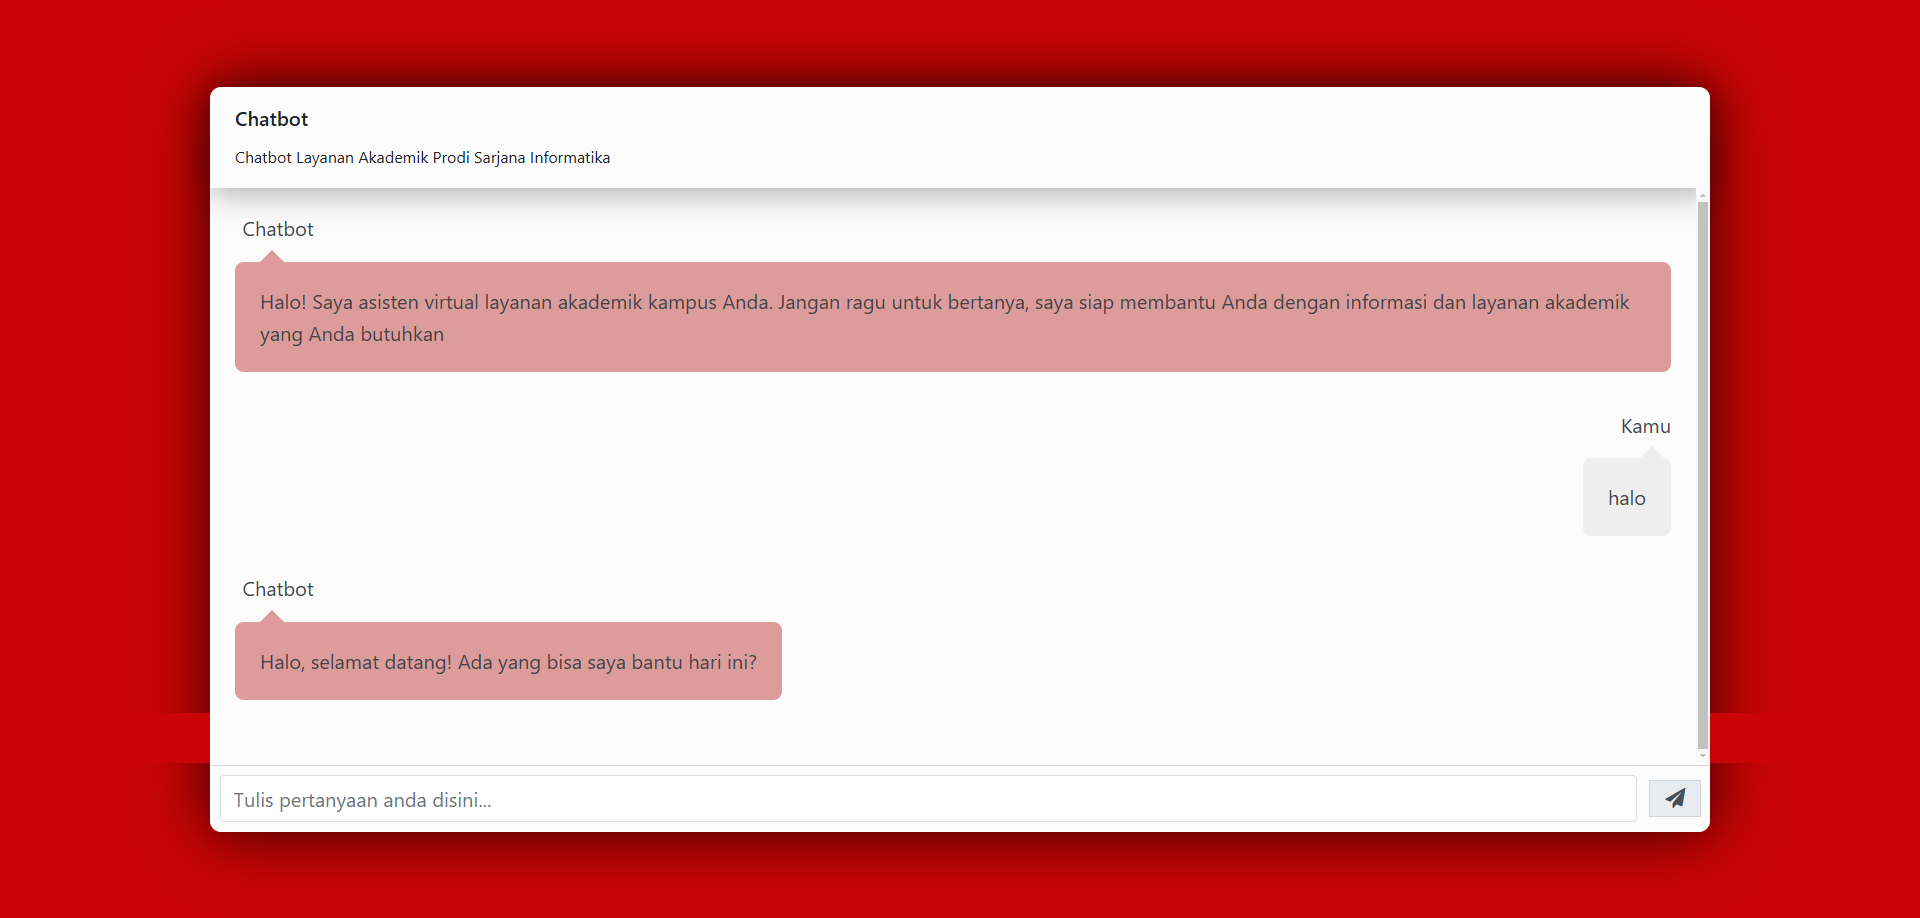 Chatbot
Chatbot Layanan Akademik Prodi Sarjana Informatika
Chatbot
Halo! Saya asisten virtual layanan akademik kampus Anda. Jangan ragu untuk bertanya, saya siap membantu Anda dengan informasi dan layanan akademik
yang Anda butuhkan
Kamu
halo
Chatbot
Halo, selamat datang! Ada yang bisa saya bantu hari ini?
Tulis pertanyaan anda disini...